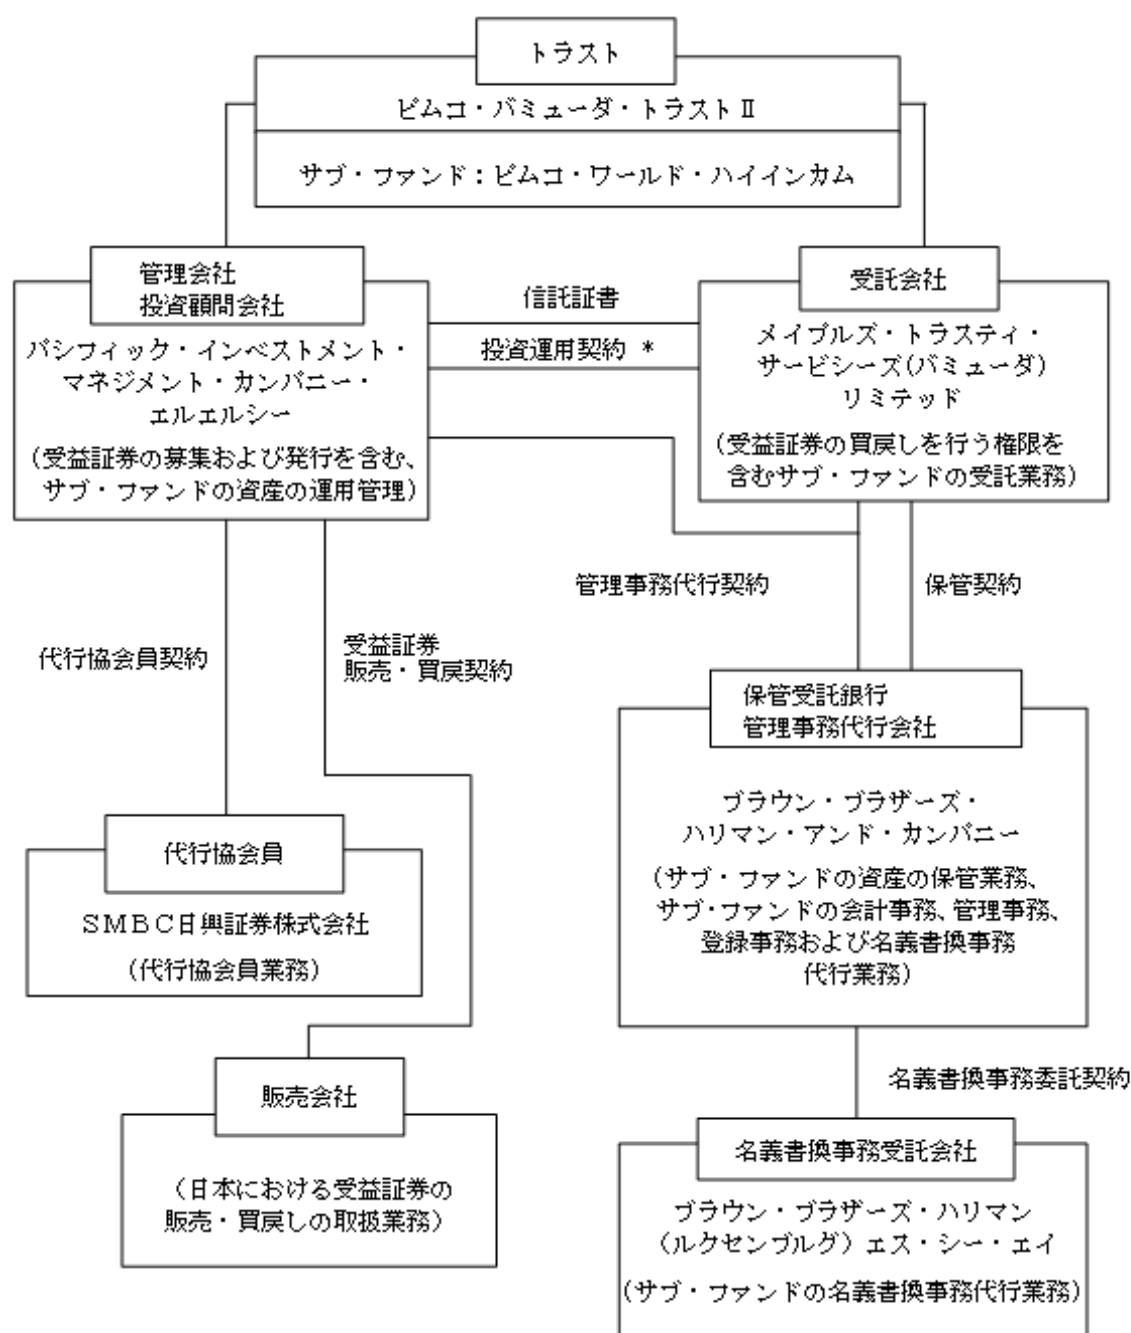 トラスト
ピムコ・バミューダ・トラストⅡ
サブ・ファンド：ピムコ・ワールド・ハイインカム
管理会社
投資顧問会社
パシフィック・インベストメント・
マネジメント・カンパニー・
エルエルシー
（受益証券の募集および発行を含む、
サブ・ファンドの資産の運用管理）
信託証書
投資運用契約 *
受託会社
メイプルズ・トラスティ・
サービシーズ(バミューダ)
リミテッド
（受益証券の買戻しを行う権限を
含むサブ・ファンドの受託業務）
管理事務代行契約
保管契約
代行協会員契約
受益証券
販売・買戻契約
保管受託銀行
管理事務代行会社
ブラウン・ブラザーズ・
ハリマン・アンド・カンパニー
（サブ・ファンドの資産の保管業務、
サブ・ファンドの会計事務、管理事務、
登録事務および名義書換事務
代行業務）
代行協会員
ＳＭＢＣ日興証券株式会社
（代行協会員業務）
販売会社
（日本における受益証券の
販売・買戻しの取扱業務）
名義書換事務委託契約
名義書換事務受託会社
ブラウン・ブラザーズ・ハリマン
（ルクセンブルグ）エス・シー・エイ
（サブ・ファンドの名義書換事務代行業務）